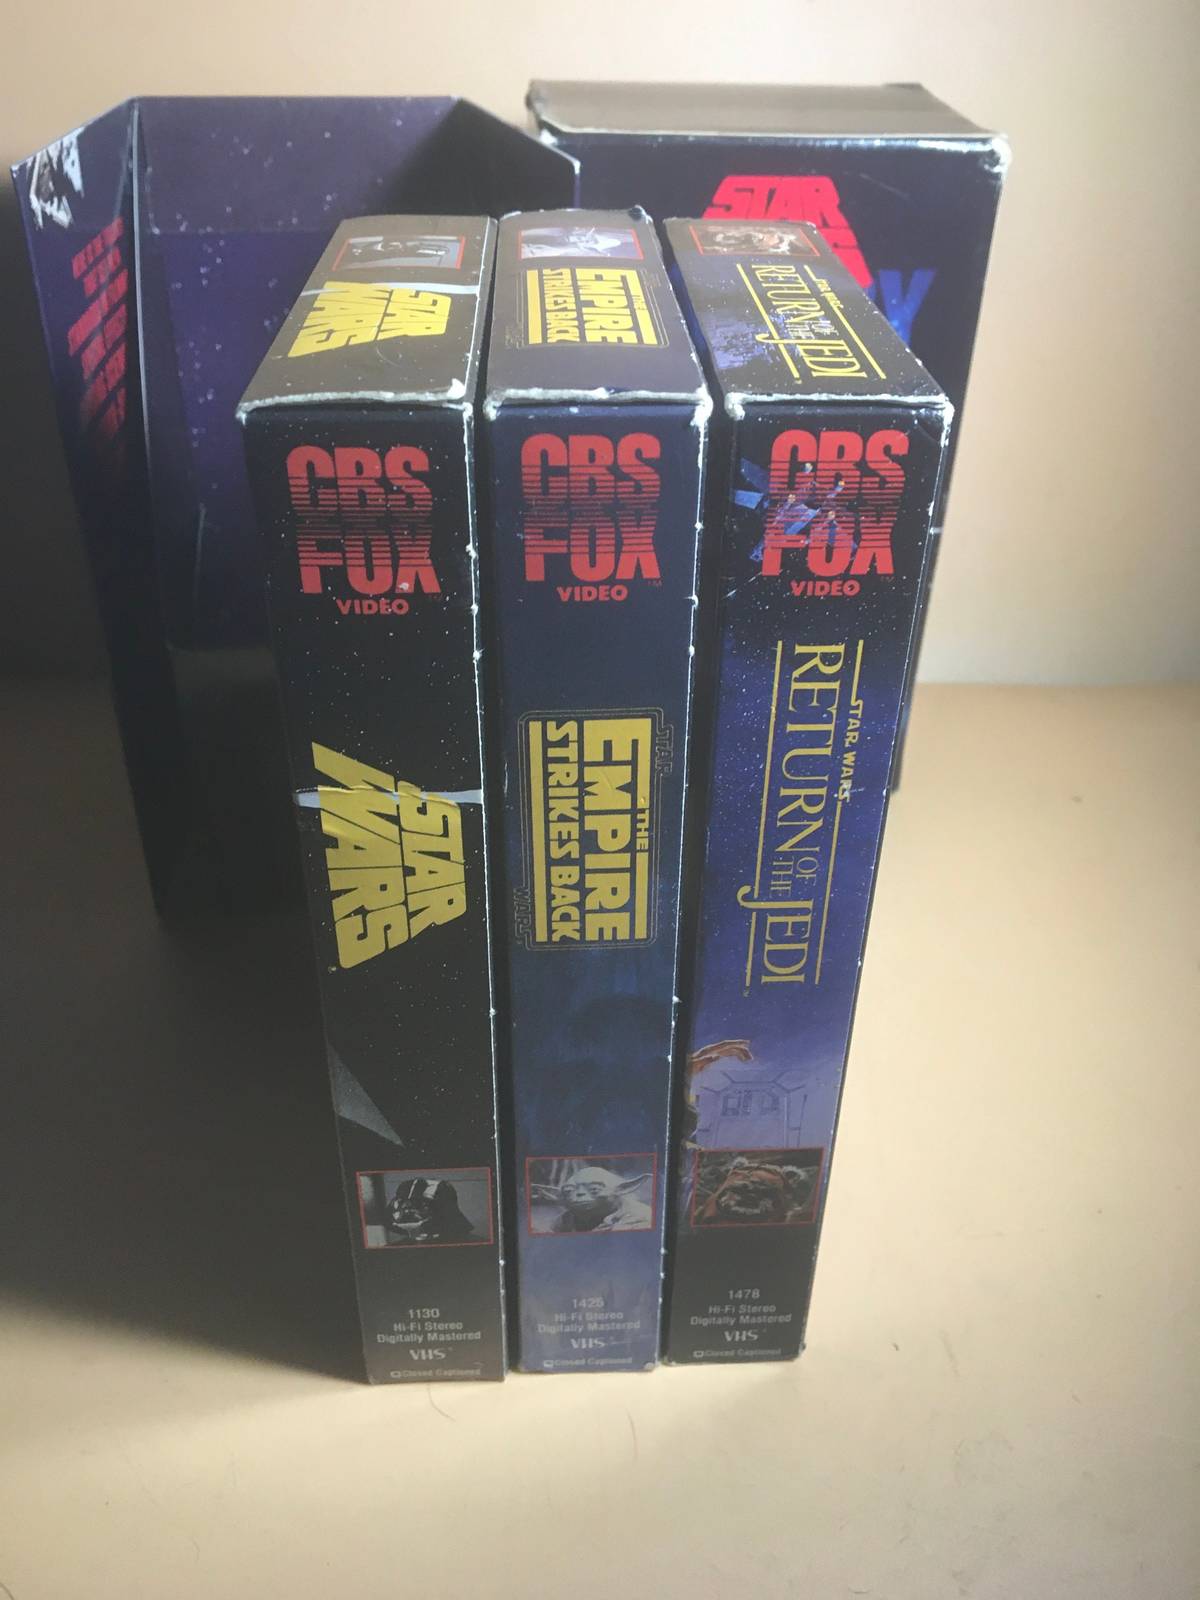 STAR
WARS
THE
EMPIRE
STRIKES BACK
STAR WARS
RETURN
OF THE
JEDI
STAR
CBS
FOX
VIDEO
STAR
WARS
1130
Hi-Fi Stereo
Digitally Mastered
VHS
Closed Captioned
CBS
FOX
VIDEO
STAR
THE
EMPIRE
STRIKES BACK
WARS
1425
Hi-Fi Stereo
Digitally Mastered
VHS
Closed Captioned
CBS
FOX
VIDEO
STAR WARS
RETURN
OF THE
JEDI
1478
Hi-Fi Stereo
Digitally Mastered
VHS
Closed Captioned